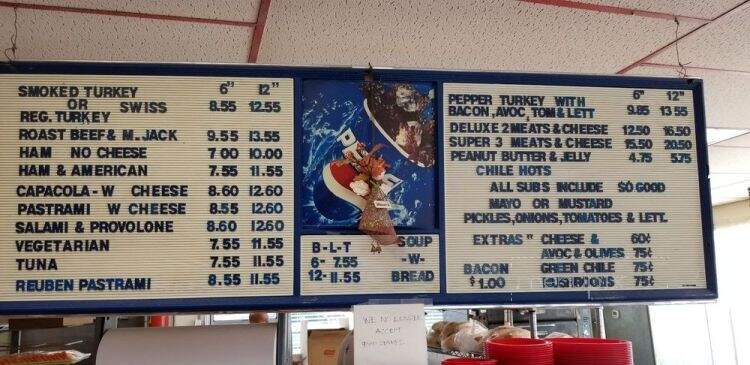 6" 12"
SMOKED TURKEY
OR SWISS 8.55 12.55
REG. TURKEY
ROAST BEEF & M. JACK 9.55 13.55
HAM NO CHEESE 7 00 10.00
HAM & AMERICAN 7.55 11.55
CAPACOLA - W CHEESE 8.60 12.60
PASTRAMI W CHEESE 8.55 12.60
SALAMI & PROVOLONE 8.60 12.60
VEGETARIAN 7.55 11.55
TUNA 7.55 11.55
REUBEN PASTRAMI 8.55 11.55
B-L-T
6- 7.55
12- 11.55
SOUP
-W-
BREAD
6" 12"
PEPPER TURKEY WITH
BACON, AVOC, TOM & LETT 9.85 13 55
DELUXE 2 MEATS & CHEESE 12.50 16.50
SUPER 3 MEATS & CHEESE 15.50 20.50
PEANUT BUTTER & JELLY 4.75 5.75
CHILE HOTS
ALL SUBS INCLUDE SO GOOD
MAYO OR MUSTARD
PICKLES, ONIONS, TOMATOES & LETT.
EXTRAS " CHEESE & 60¢
AVOC & OLIVES 75¢
BACON GREEN CHILE 75¢
$1.00 MUSHROOMS 75¢
WE NO LONGER
ACCEPT